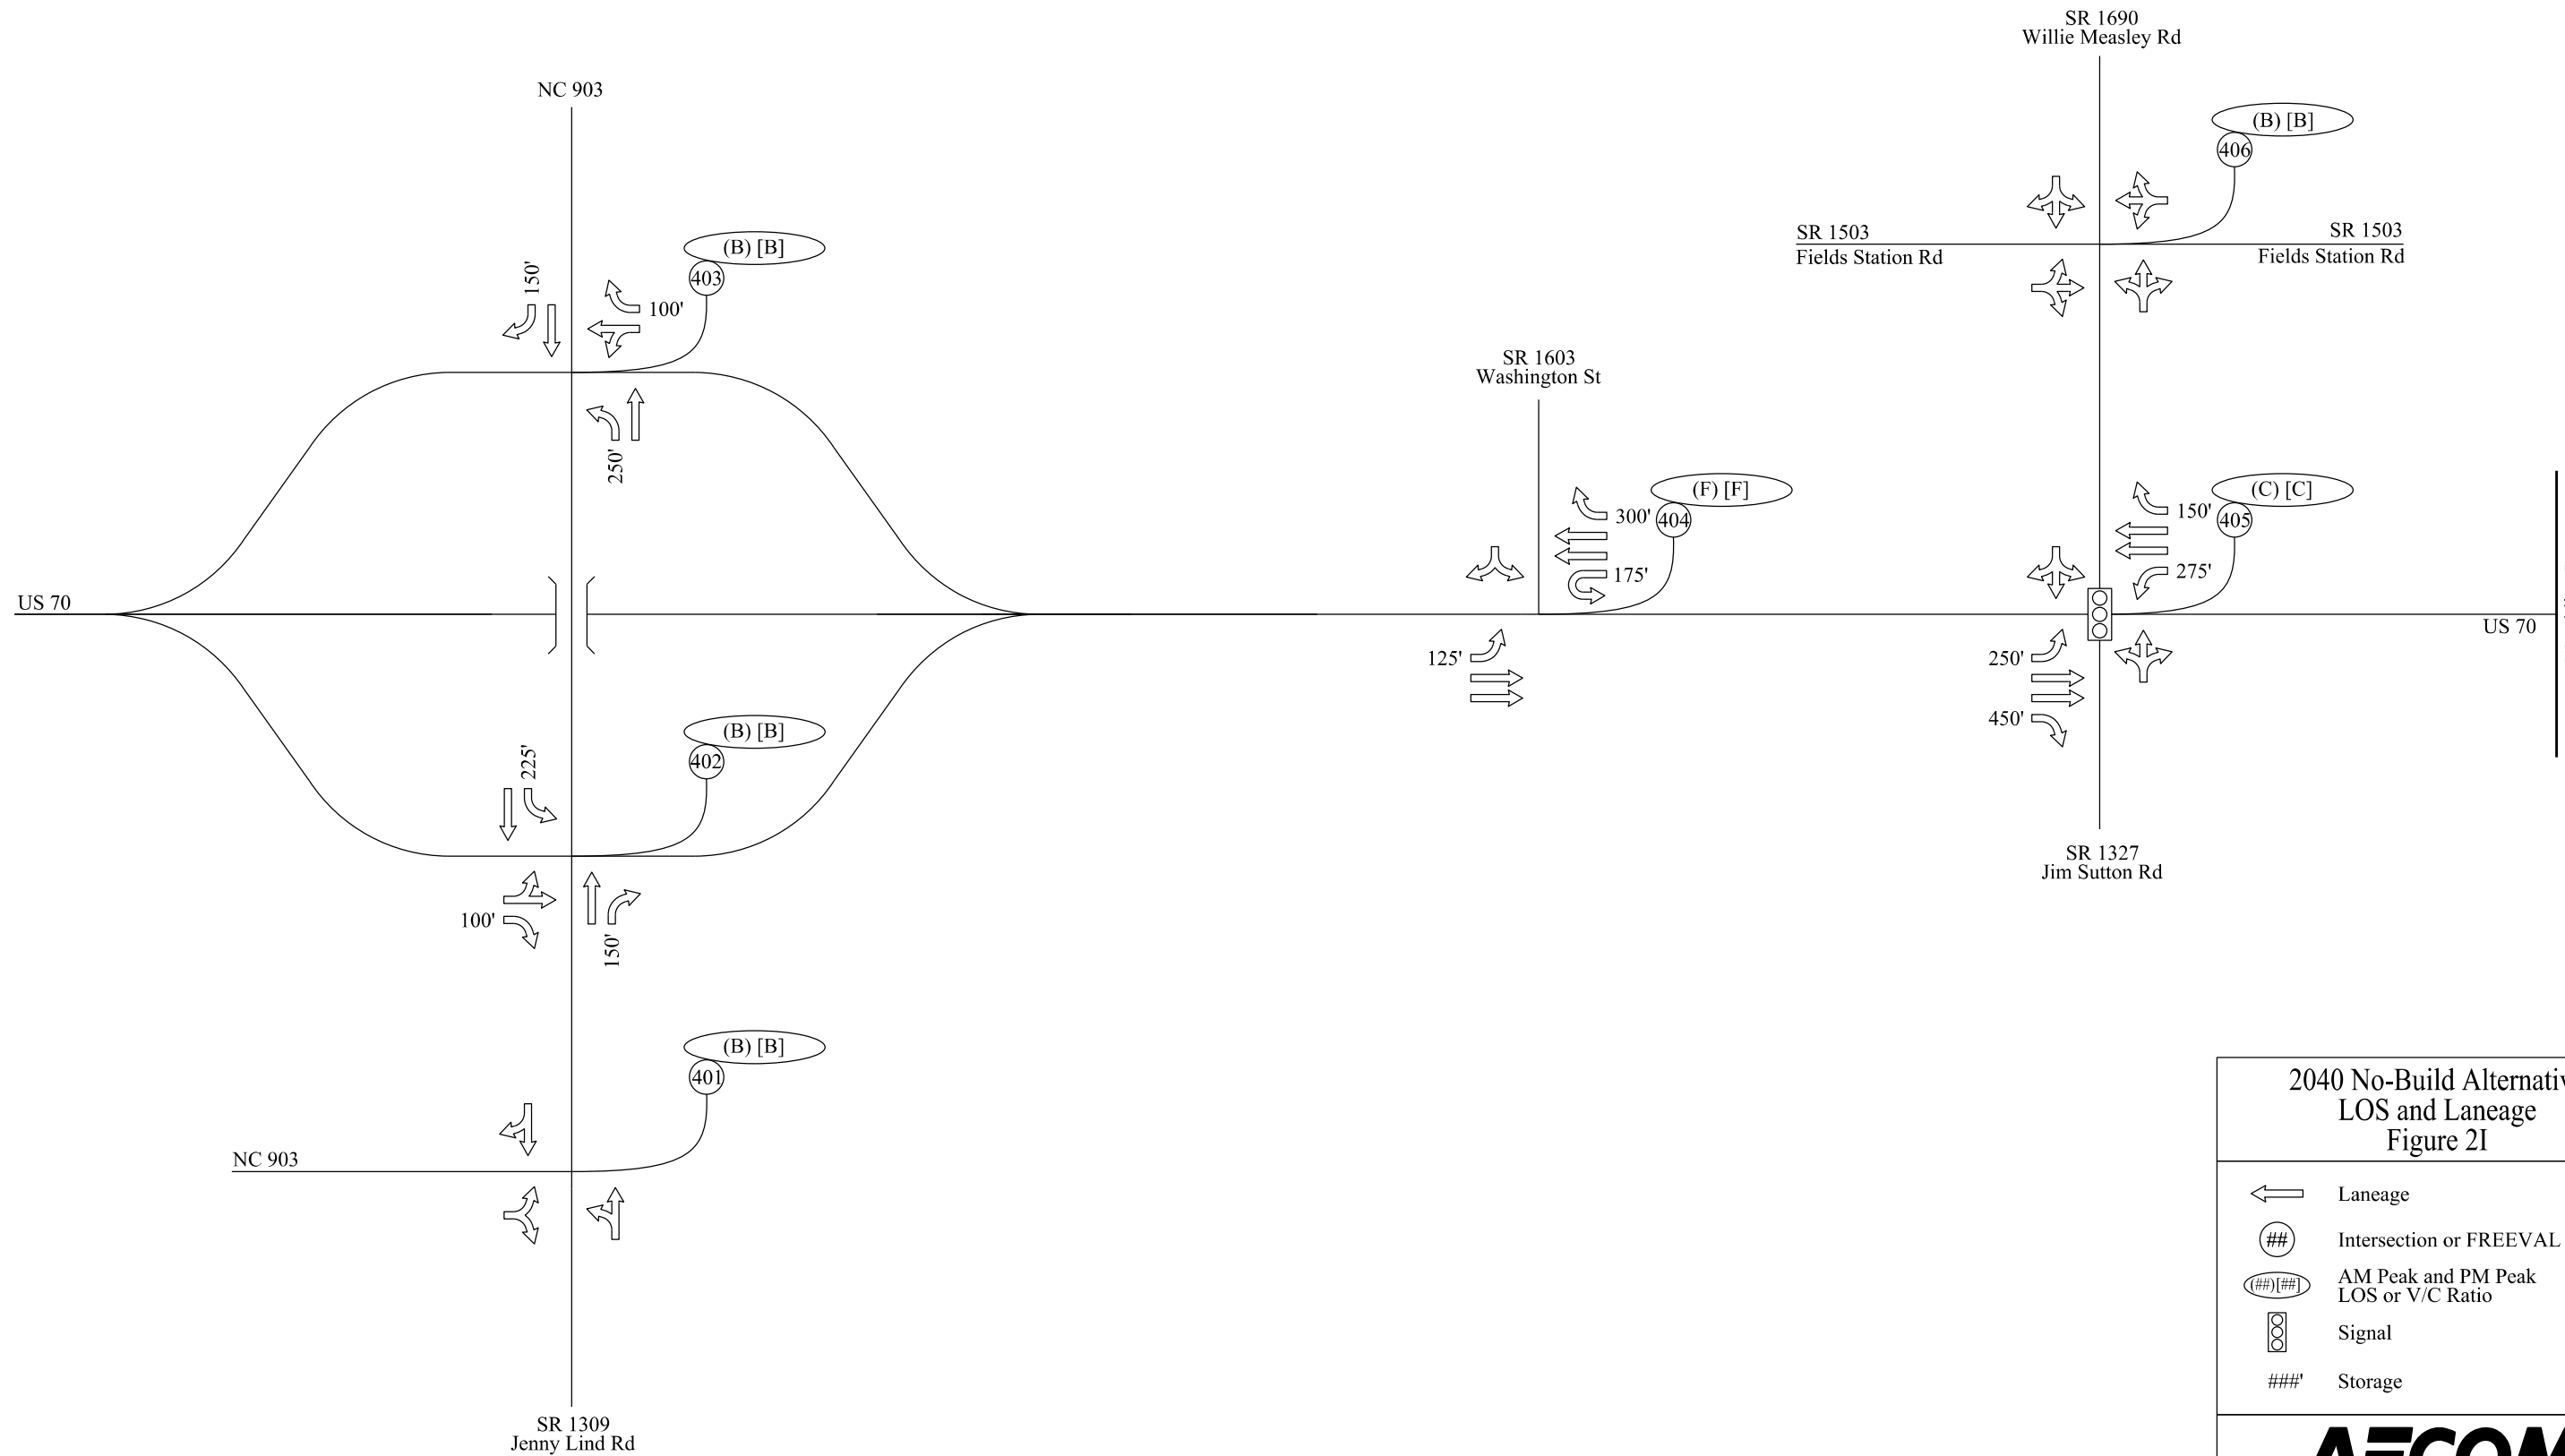 SR 1690
Willie Measley Rd
NC 903
(B) [B]
406
SR 1503
Fields Station Rd
SR 1503
Fields Station Rd
(B) [B]
403
150'
100'
250'
SR 1603
Washington St
(F) [F]
404
300'
175'
125'
(C) [C]
405
150'
275'
250'
450'
US 70
US 70
(B) [B]
402
225'
100'
150'
SR 1327
Jim Sutton Rd
(B) [B]
401
NC 903
SR 1309
Jenny Lind Rd
2040 No-Build Alternativ
LOS and Laneage
Figure 2I
Laneage
## Intersection or FREEVAL
(##)[##] AM Peak and PM Peak
LOS or V/C Ratio
Signal
###' Storage
AECOM